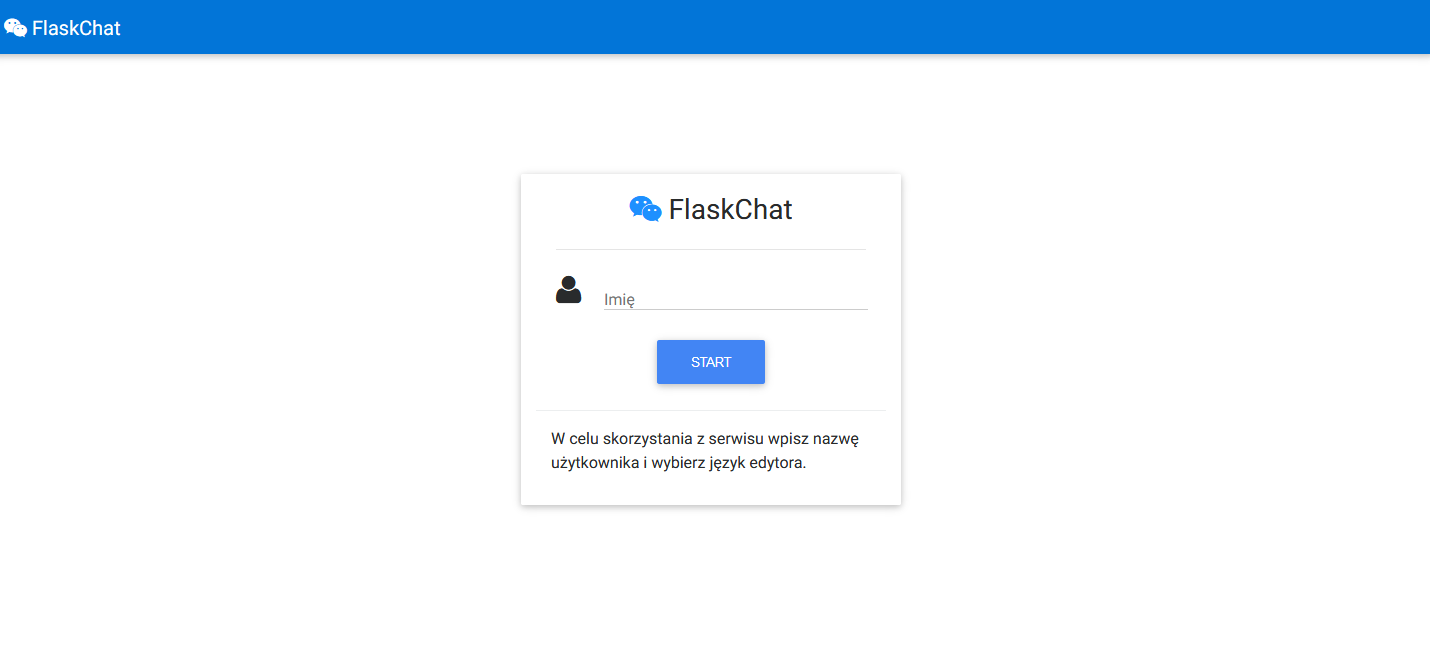 FlaskChat
FlaskChat
Imię
START
W celu skorzystania z serwisu wpisz nazwę
użytkownika i wybierz język edytora.